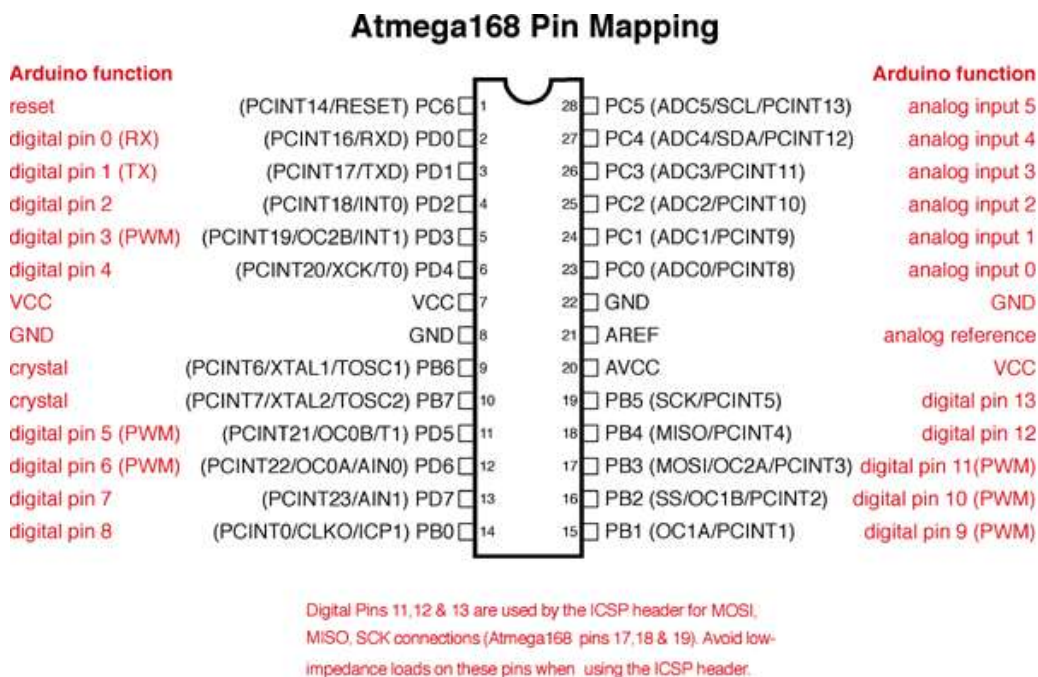 Atmega168 Pin Mapping
Arduino function Arduino function
reset (PCINT14/RESET) PC6 1 28 PC5 (ADC5/SCL/PCINT13) analog input 5
digital pin 0 (RX) (PCINT16/RXD) PD0 2 27 PC4 (ADC4/SDA/PCINT12) analog input 4
digital pin 1 (TX) (PCINT17/TXD) PD1 3 26 PC3 (ADC3/PCINT11) analog input 3
digital pin 2 (PCINT18/INT0) PD2 4 25 PC2 (ADC2/PCINT10) analog input 2
digital pin 3 (PWM) (PCINT19/OC2B/INT1) PD3 5 24 PC1 (ADC1/PCINT9) analog input 1
digital pin 4 (PCINT20/XCK/T0) PD4 6 23 PC0 (ADC0/PCINT8) analog input 0
VCC VCC 7 22 GND GND
GND GND 8 21 AREF analog reference
crystal (PCINT6/XTAL1/TOSC1) PB6 9 20 AVCC VCC
crystal (PCINT7/XTAL2/TOSC2) PB7 10 19 PB5 (SCK/PCINT5) digital pin 13
digital pin 5 (PWM) (PCINT21/OC0B/T1) PD5 11 18 PB4 (MISO/PCINT4) digital pin 12
digital pin 6 (PWM) (PCINT22/OC0A/AIN0) PD6 12 17 PB3 (MOSI/OC2A/PCINT3) digital pin 11(PWM)
digital pin 7 (PCINT23/AIN1) PD7 13 16 PB2 (SS/OC1B/PCINT2) digital pin 10 (PWM)
digital pin 8 (PCINT0/CLKO/ICP1) PB0 14 15 PB1 (OC1A/PCINT1) digital pin 9 (PWM)
Digital Pins 11,12 & 13 are used by the ICSP header for MOSI,
MISO, SCK connections (Atmega168 pins 17,18 & 19). Avoid low-
impedance loads on these pins when using the ICSP header.